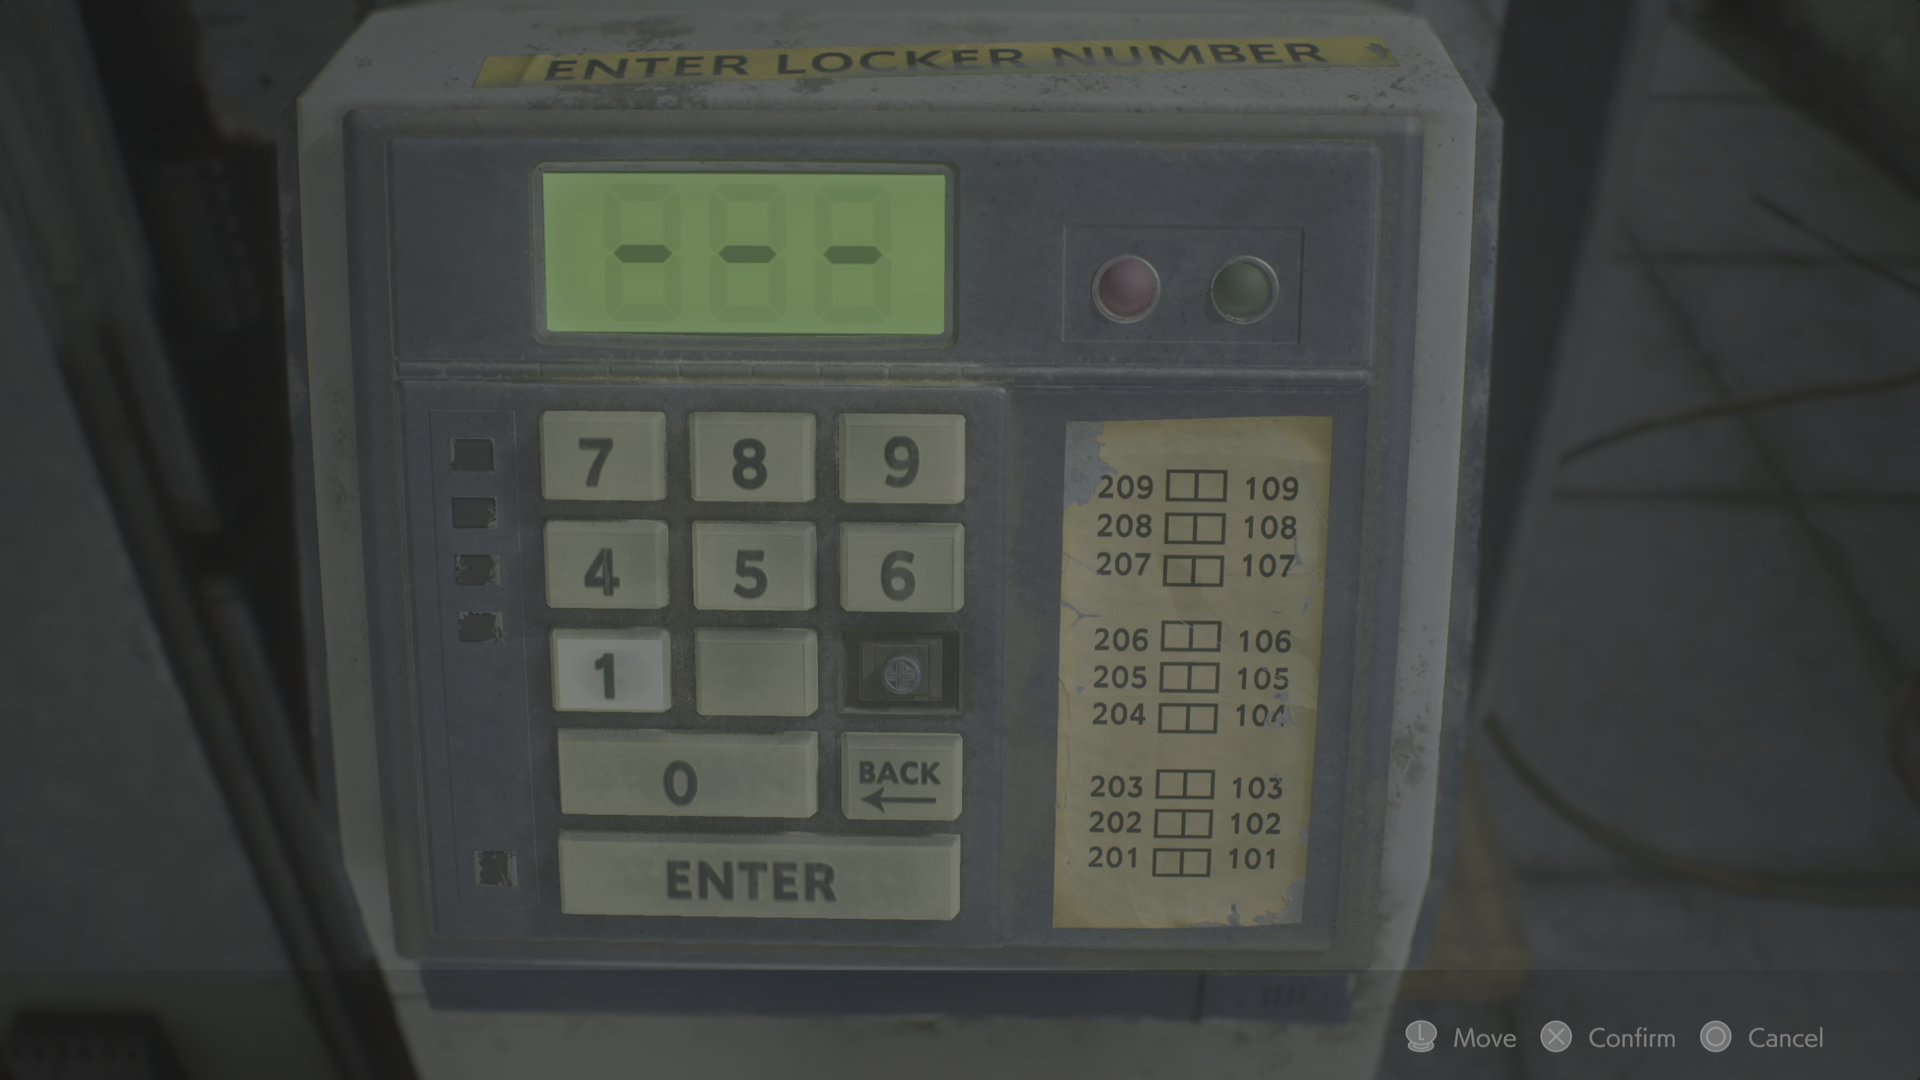 ENTER LOCKER NUMBER
- - -
7 8 9
4 5 6
1
0 BACK
ENTER
209 109
208 108
207 107
206 106
205 105
204 104
203 103
202 102
201 101
L Move Confirm Cancel